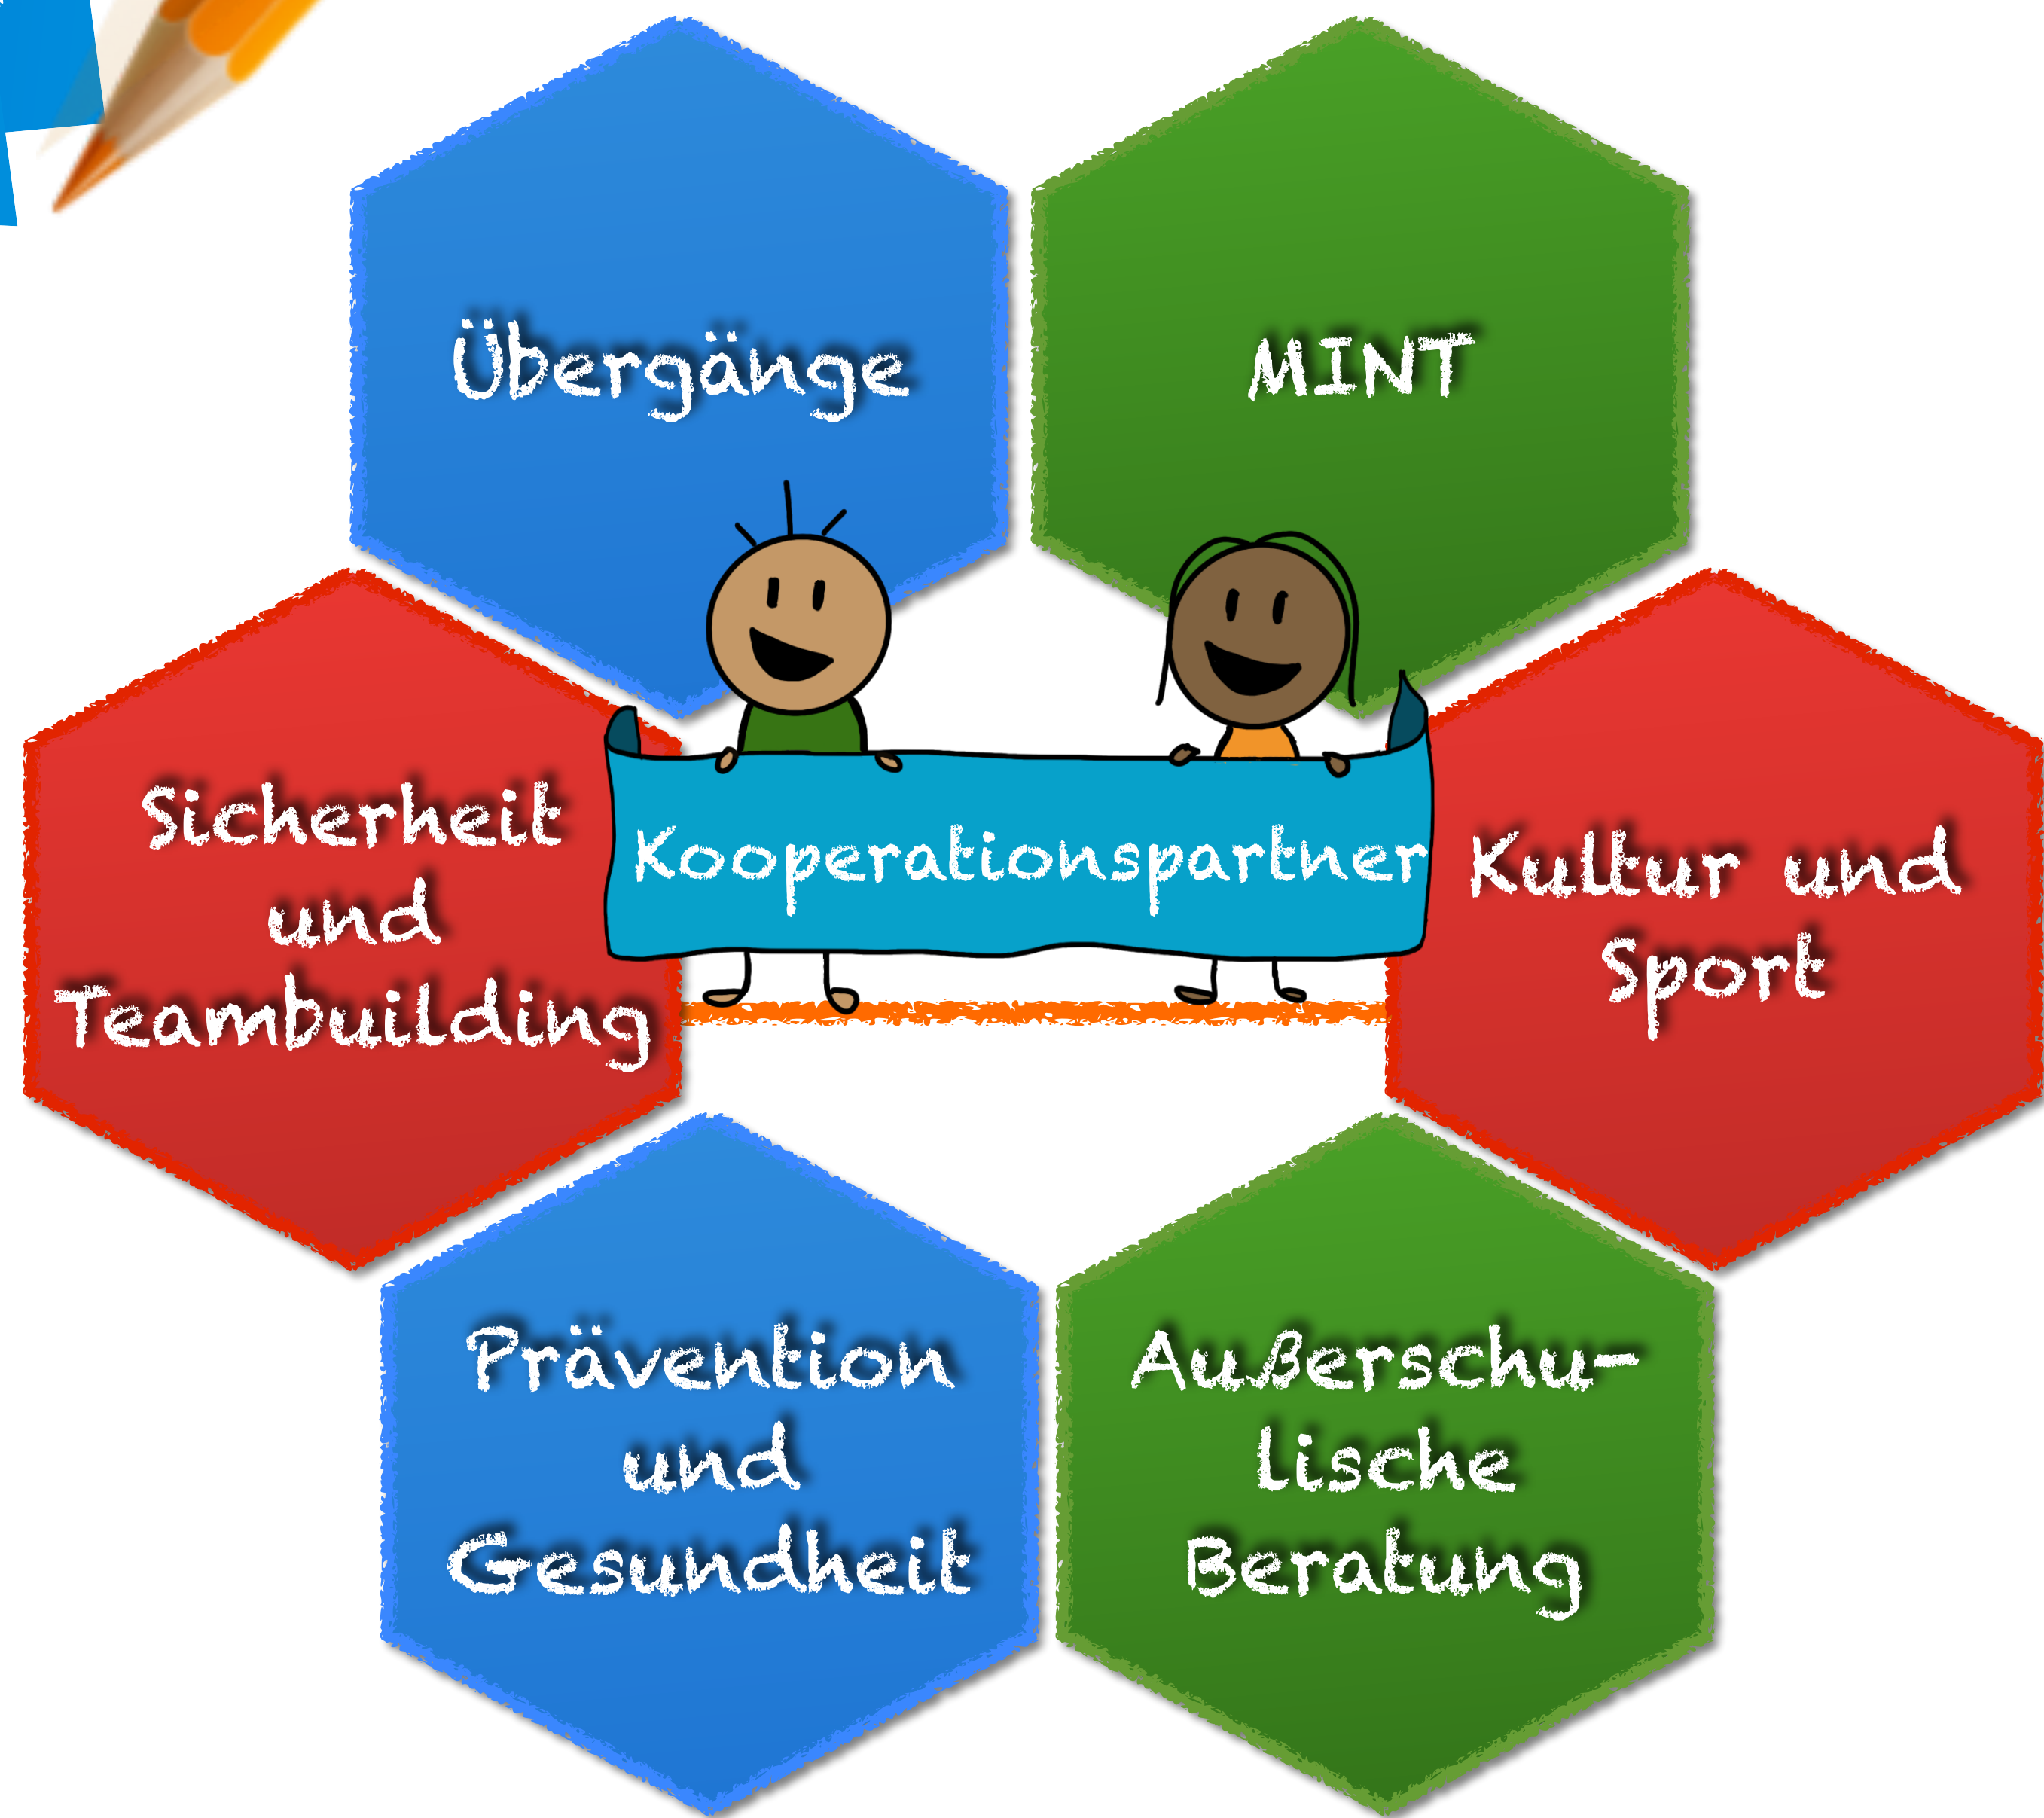 Übergänge
MINT
Sicherheit
und
Teambuilding
Kooperationspartner
Kultur und
Sport
Prävention
und
Gesundheit
Außerschu-
lische
Beratung